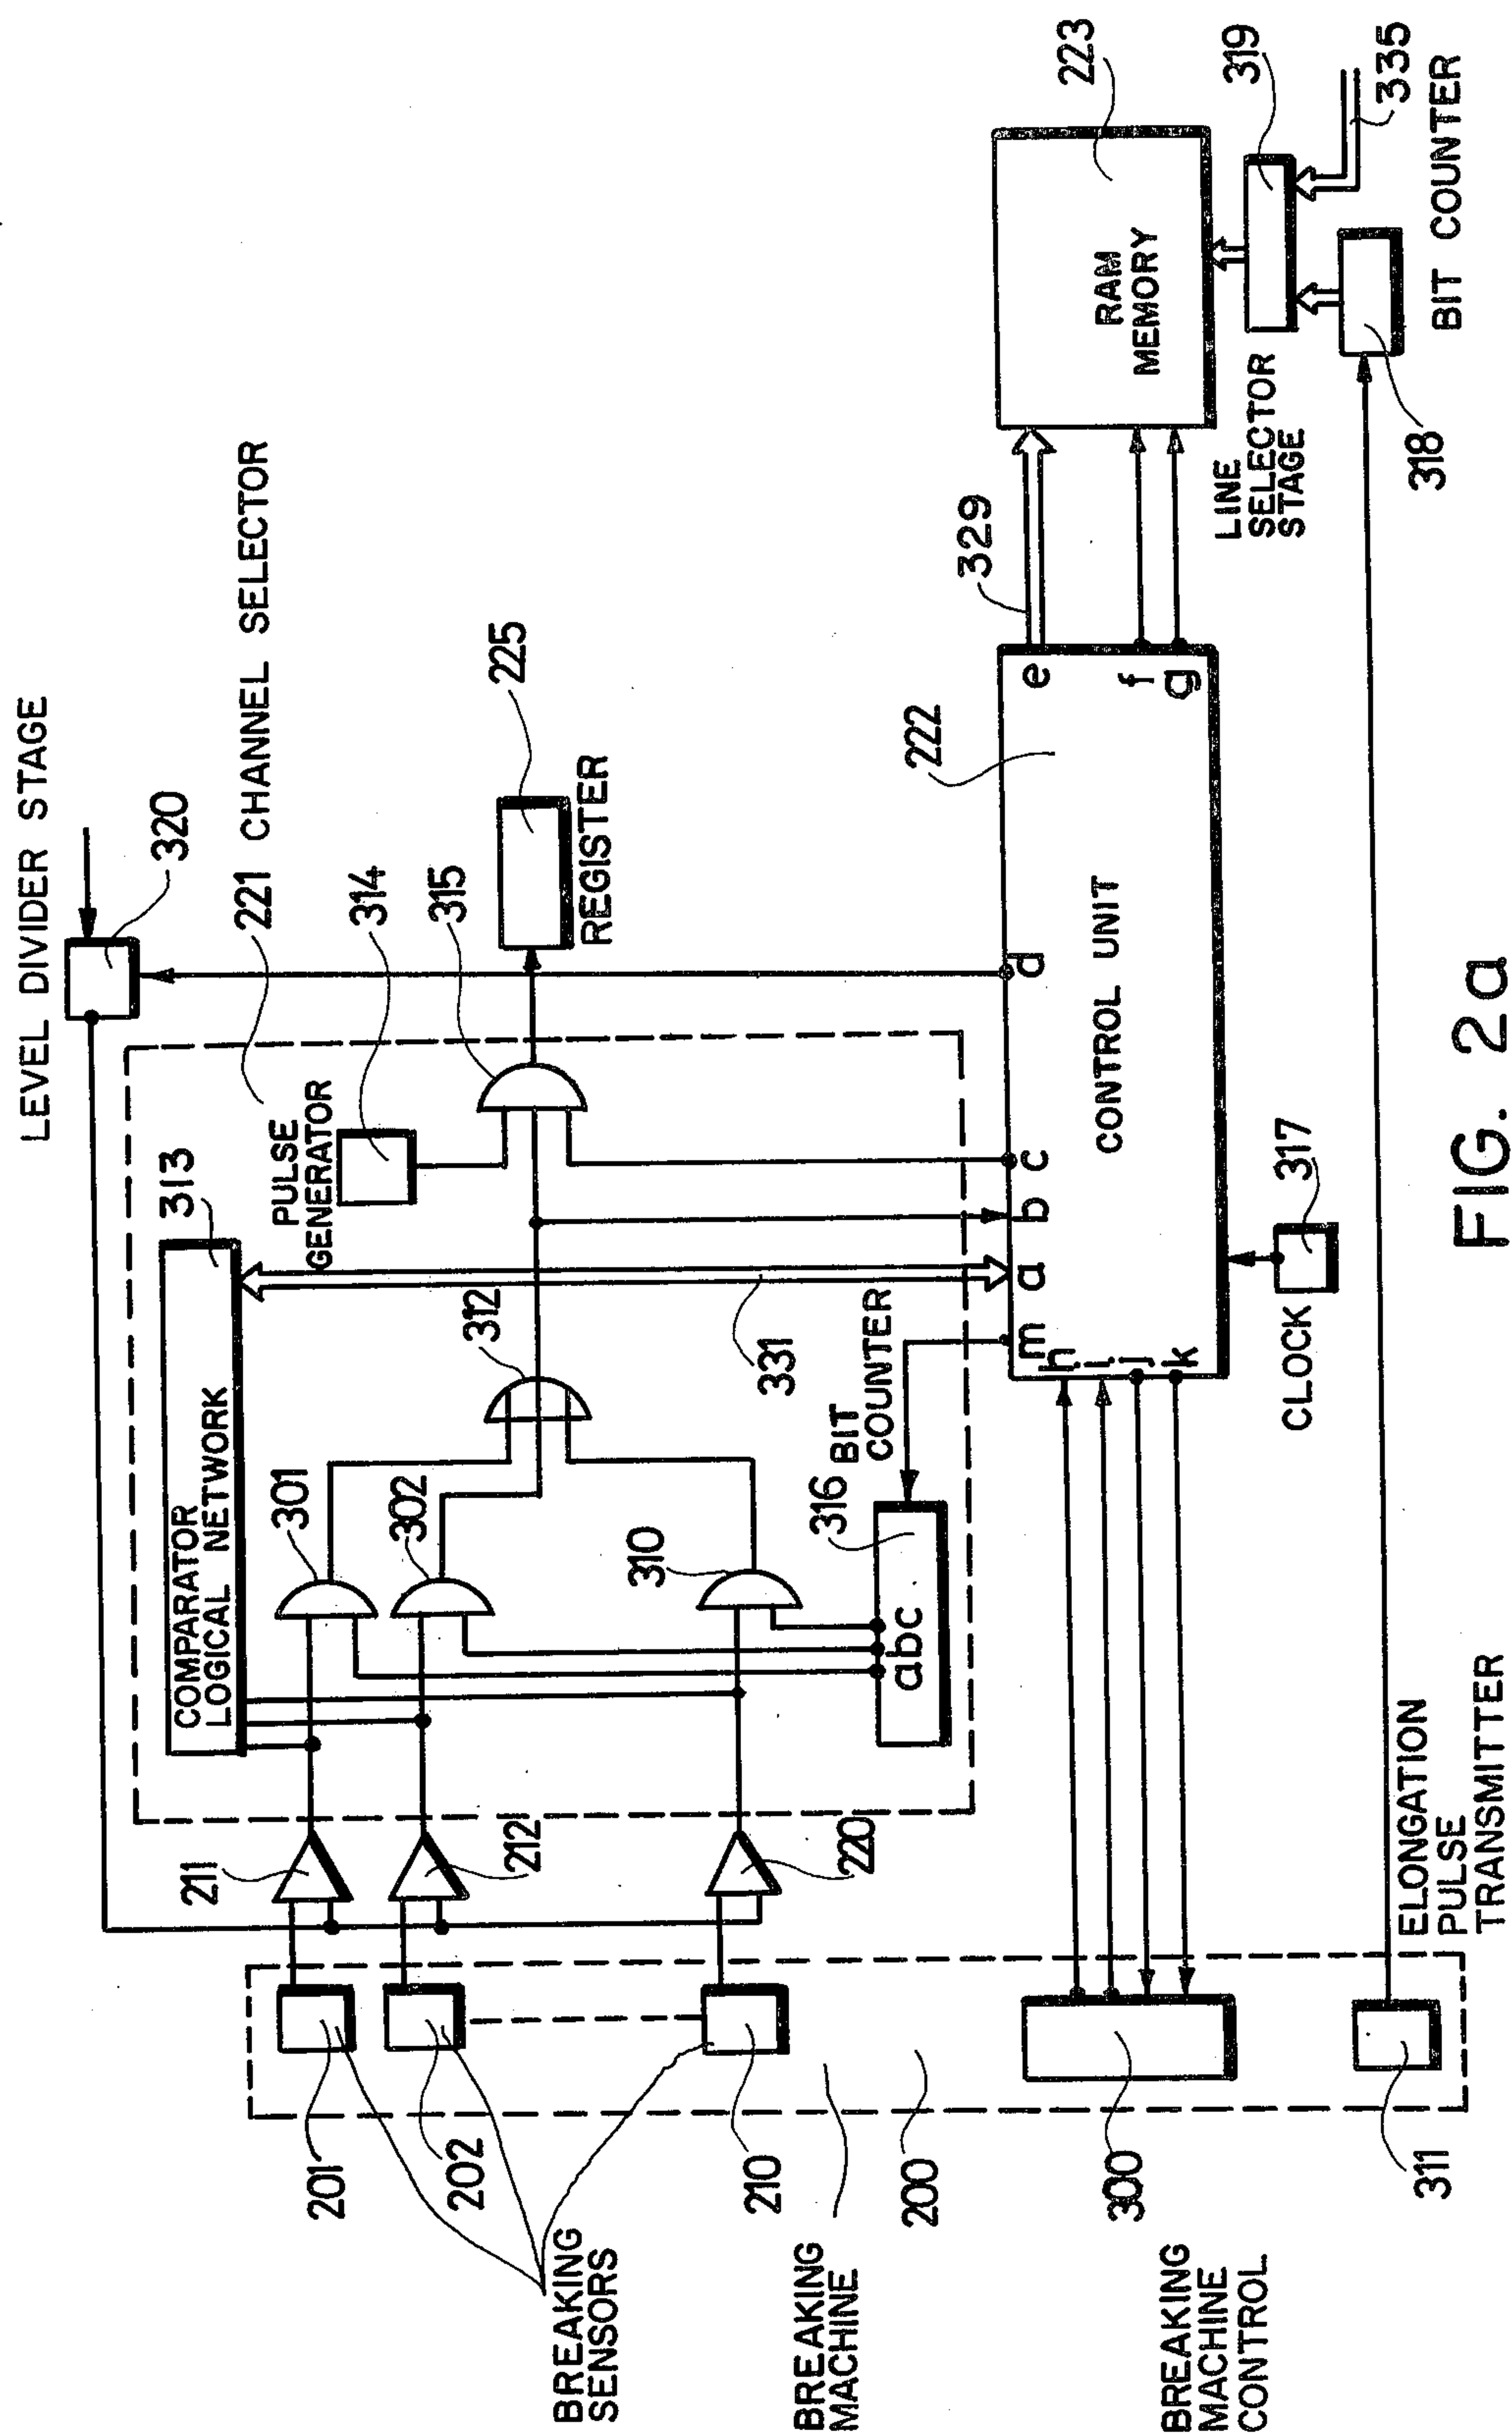 LEVEL DIVIDER STAGE
320
221 CHANNEL SELECTOR
313
COMPARATOR
LOGICAL NETWORK
PULSE
GENERATOR
314
315
225
REGISTER
301
302
310
312
211
212
220
316 BIT
COUNTER
abc
331
201
202
210
BREAKING
SENSORS
BREAKING
MACHINE
200
300
BREAKING
MACHINE
CONTROL
m
a
b
c
d
e
f
g
h
i
j
k
222
CONTROL UNIT
CLOCK
317
329
223
RAM
MEMORY
LINE
SELECTOR
STAGE
319
335
318
BIT COUNTER
311
ELONGATION
PULSE
TRANSMITTER
FIG. 2a